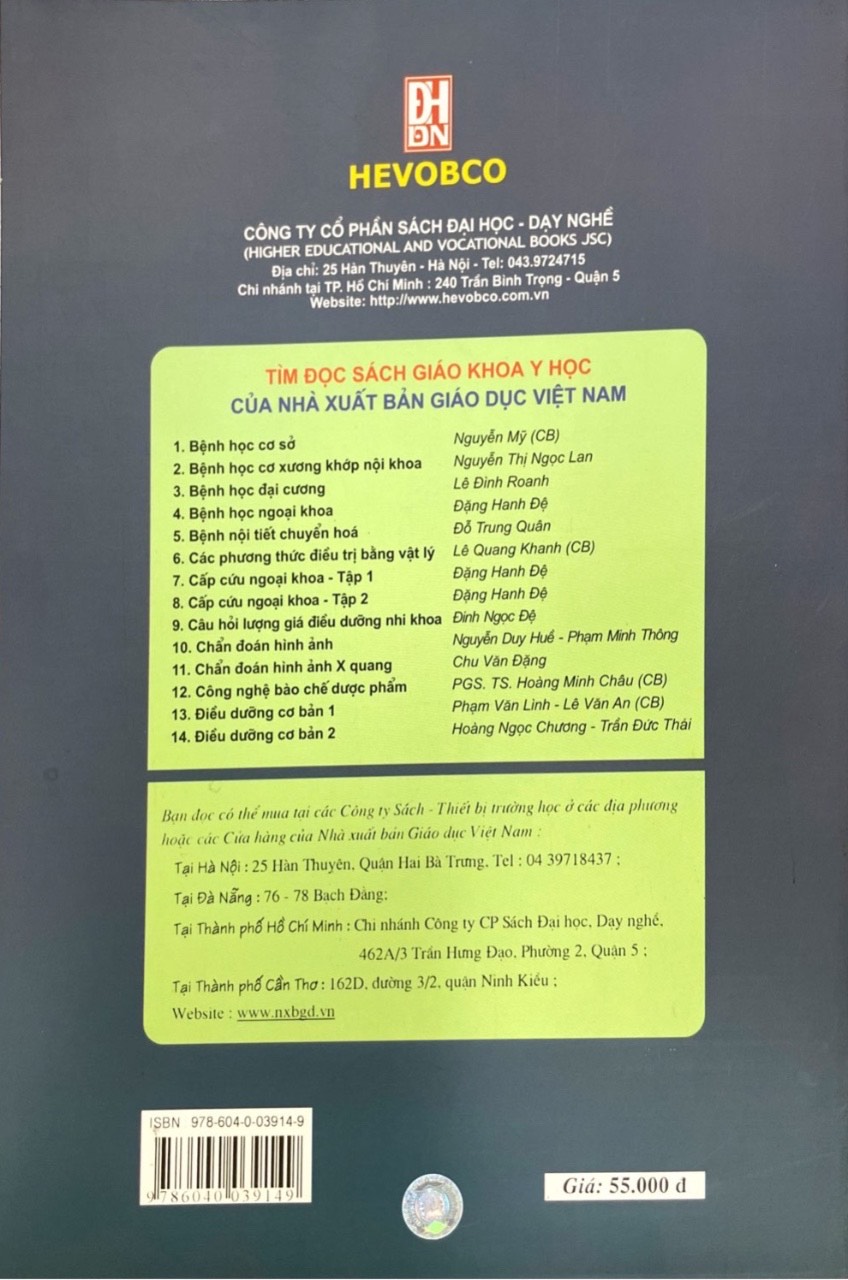 ĐH
DN
HEVOBCO
CÔNG TY CỔ PHẦN SÁCH ĐẠI HỌC - DẠY NGHỀ
(HIGHER EDUCATIONAL AND VOCATIONAL BOOKS JSC)
Địa chỉ: 25 Hàn Thuyên - Hà Nội - Tel: 043.9724715
Chi nhánh tại TP. Hồ Chí Minh : 240 Trần Bình Trọng - Quận 5
Website: http://www.hevobco.com.vn
TÌM ĐỌC SÁCH GIÁO KHOA Y HỌC
CỦA NHÀ XUẤT BẢN GIÁO DỤC VIỆT NAM
1. Bệnh học cơ sở Nguyễn Mỹ (CB)
2. Bệnh học cơ xương khớp nội khoa Nguyễn Thị Ngọc Lan
3. Bệnh học đại cương Lê Đình Roanh
4. Bệnh học ngoại khoa Đặng Hanh Đệ
5. Bệnh nội tiết chuyển hoá Đỗ Trung Quân
6. Các phương thức điều trị bằng vật lý Lê Quang Khanh (CB)
7. Cấp cứu ngoại khoa - Tập 1 Đặng Hanh Đệ
8. Cấp cứu ngoại khoa - Tập 2 Đặng Hanh Đệ
9. Câu hỏi lượng giá điều dưỡng nhi khoa Đinh Ngọc Đệ
10. Chẩn đoán hình ảnh Nguyễn Duy Huề - Phạm Minh Thông
11. Chẩn đoán hình ảnh X quang Chu Văn Đặng
12. Công nghệ bào chế dược phẩm PGS. TS. Hoàng Minh Châu (CB)
13. Điều dưỡng cơ bản 1 Phạm Văn Lình - Lê Văn An (CB)
14. Điều dưỡng cơ bản 2 Hoàng Ngọc Chương - Trần Đức Thái
Bạn đọc có thể mua tại các Công ty Sách - Thiết bị trường học ở các địa phương
hoặc các Cửa hàng của Nhà xuất bản Giáo dục Việt Nam :
Tại Hà Nội : 25 Hàn Thuyên, Quận Hai Bà Trưng, Tel : 04 39718437 ;
Tại Đà Nẵng : 76 - 78 Bạch Đằng;
Tại Thành phố Hồ Chí Minh : Chi nhánh Công ty CP Sách Đại học, Dạy nghề,
462A/3 Trần Hưng Đạo, Phường 2, Quận 5 ;
Tại Thành phố Cần Thơ : 162D, đường 3/2, quận Ninh Kiều ;
Website : www.nxbgd.vn
ISBN 978-604-0-03914-9
9 786040 039149
Giá: 55.000 đ